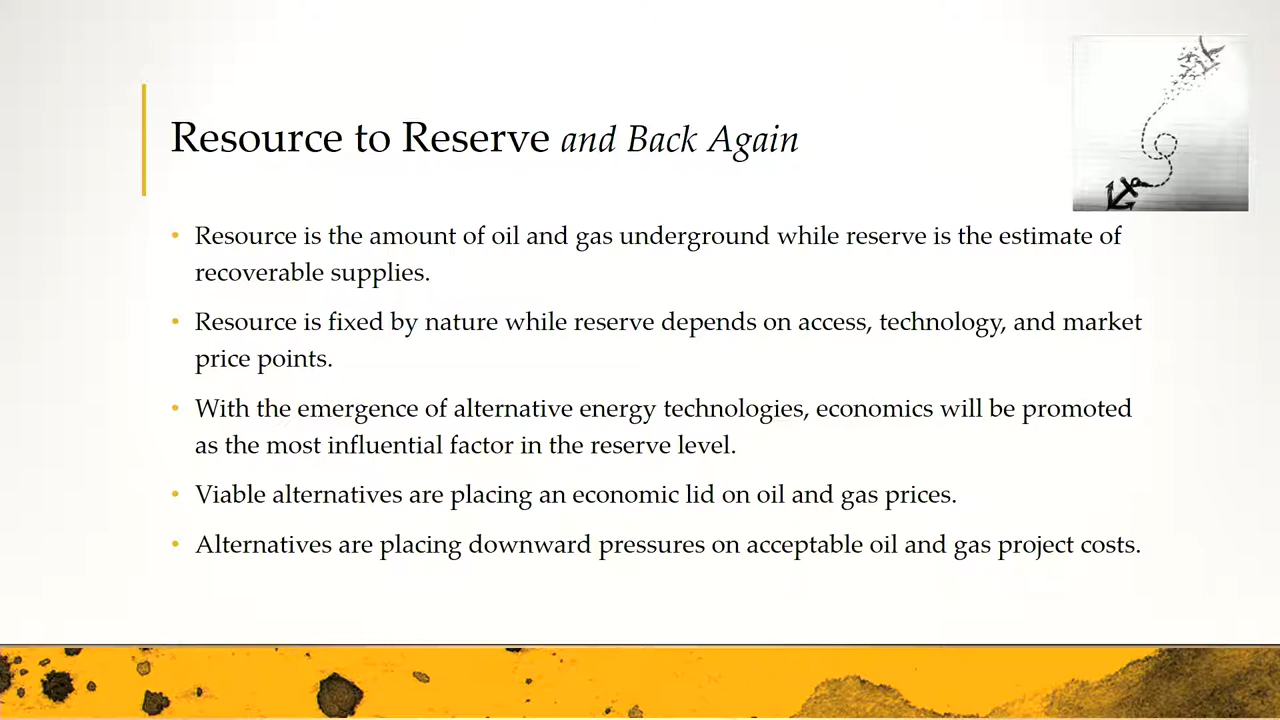 Resource to Reserve and Back Again
• Resource is the amount of oil and gas underground while reserve is the estimate of
recoverable supplies.
• Resource is fixed by nature while reserve depends on access, technology, and market
price points.
• With the emergence of alternative energy technologies, economics will be promoted
as the most influential factor in the reserve level.
• Viable alternatives are placing an economic lid on oil and gas prices.
• Alternatives are placing downward pressures on acceptable oil and gas project costs.